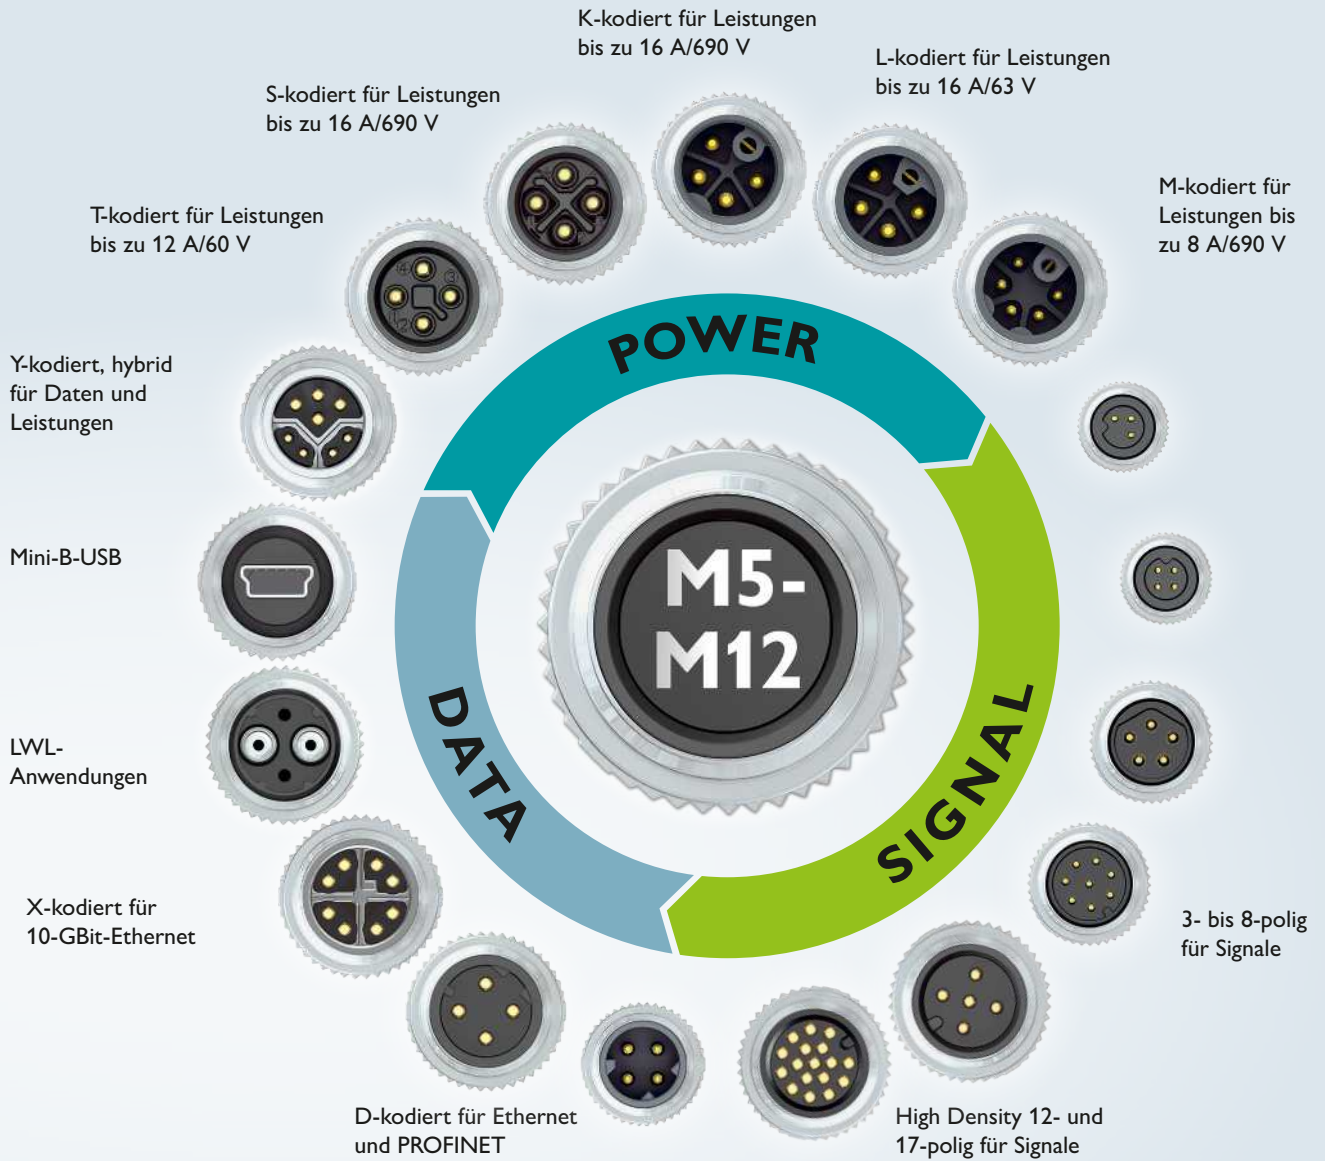 K-kodiert für Leistungen
bis zu 16 A/690 V
L-kodiert für Leistungen
bis zu 16 A/63 V
S-kodiert für Leistungen
bis zu 16 A/690 V
M-kodiert für
Leistungen bis
zu 8 A/690 V
T-kodiert für Leistungen
bis zu 12 A/60 V
POWER
Y-kodiert, hybrid
für Daten und
Leistungen
Mini-B-USB
M5-
M12
DATA
SIGNAL
LWL-
Anwendungen
X-kodiert für
10-GBit-Ethernet
3- bis 8-polig
für Signale
D-kodiert für Ethernet
und PROFINET
High Density 12- und
17-polig für Signale